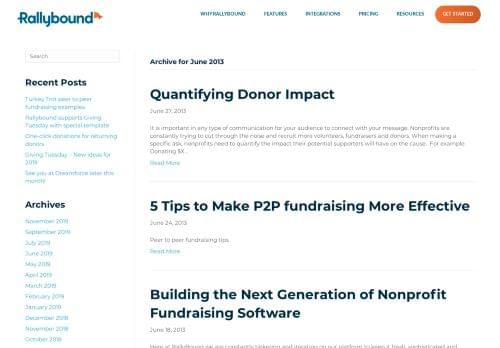 Rallybound
WHY RALLYBOUND
FEATURES
INTEGRATIONS
PRICING
RESOURCES
GET STARTED
Search
Recent Posts
Turkey Trot peer to peer
fundraising examples
Rallybound supports Giving
Tuesday with special template
One-click donations for returning
donors
Giving Tuesday – New ideas for
2019
See you at Dreamforce later this
month!
Archives
November 2019
September 2019
July 2019
June 2019
May 2019
April 2019
March 2019
February 2019
January 2019
December 2018
November 2018
October 2018
Archive for June 2013
Quantifying Donor Impact
June 27, 2013
It is important in any type of communication for your audience to connect with your message. Nonprofits are
constantly trying to cut through the noise and recruit more volunteers, fundraisers and donors. When making a
specific ask, nonprofits need to quantify the impact their potential supporters will have on the cause. For example
Donating $X...
Read More
5 Tips to Make P2P fundraising More Effective
June 24, 2013
Peer to peer fundraising tips
Read More
Building the Next Generation of Nonprofit
Fundraising Software
June 18, 2013
Here at Rallybound we are constantly tinkering and iterating on our platform to keep it fresh, sophisticated and